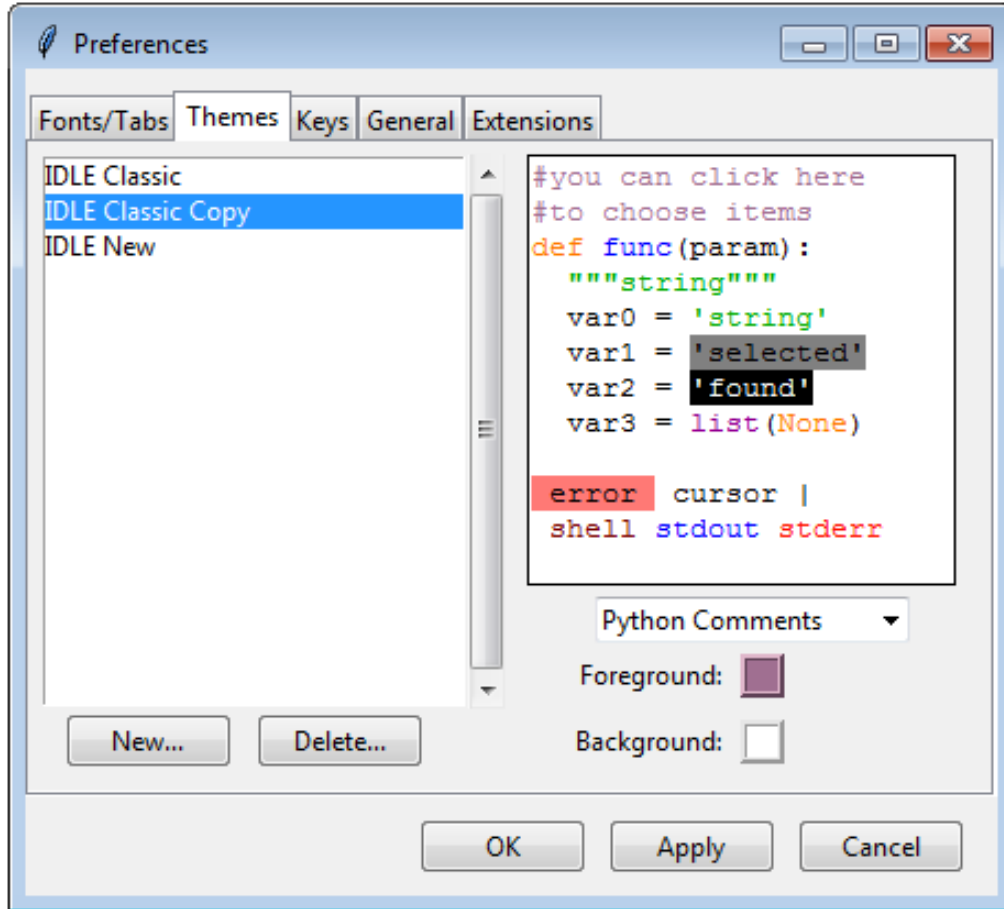 Preferences
Fonts/Tabs Themes Keys General Extensions
IDLE Classic
IDLE Classic Copy
IDLE New
New... Delete...
#you can click here
#to choose items
def func(param):
  """string"""
  var0 = 'string'
  var1 = 'selected'
  var2 = 'found'
  var3 = list(None)
error cursor |
shell stdout stderr
Python Comments
Foreground:
Background:
OK Apply Cancel